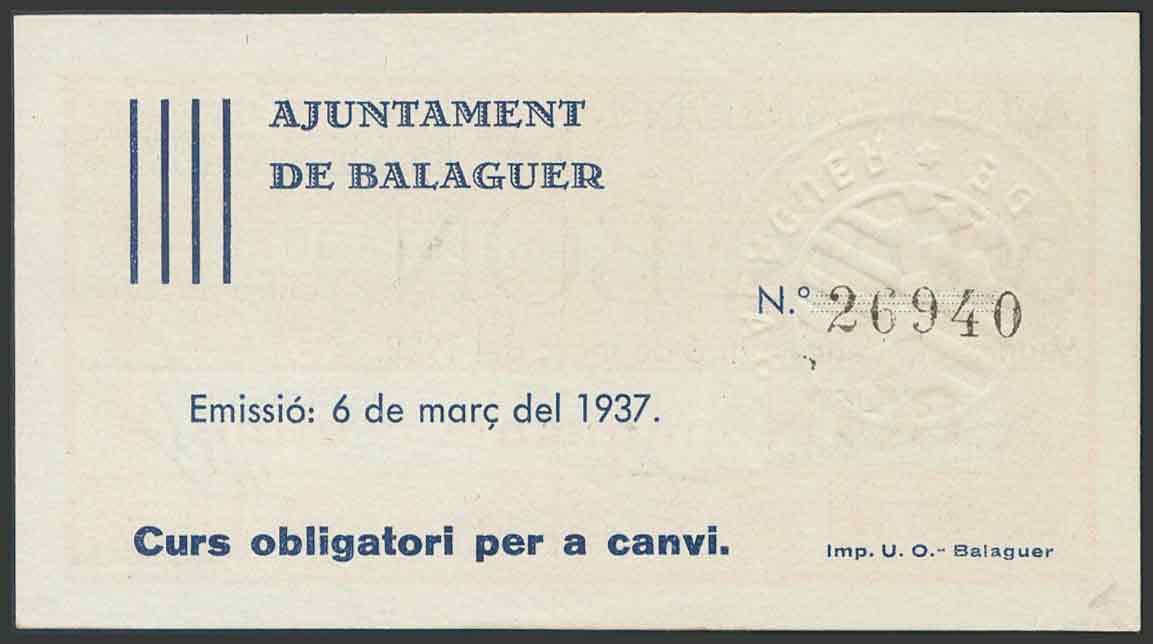 AJUNTAMENT
DE BALAGUER
N.º 26940
Emissió: 6 de març del 1937.
Curs obligatori per a canvi.
Imp. U. O.- Balaguer